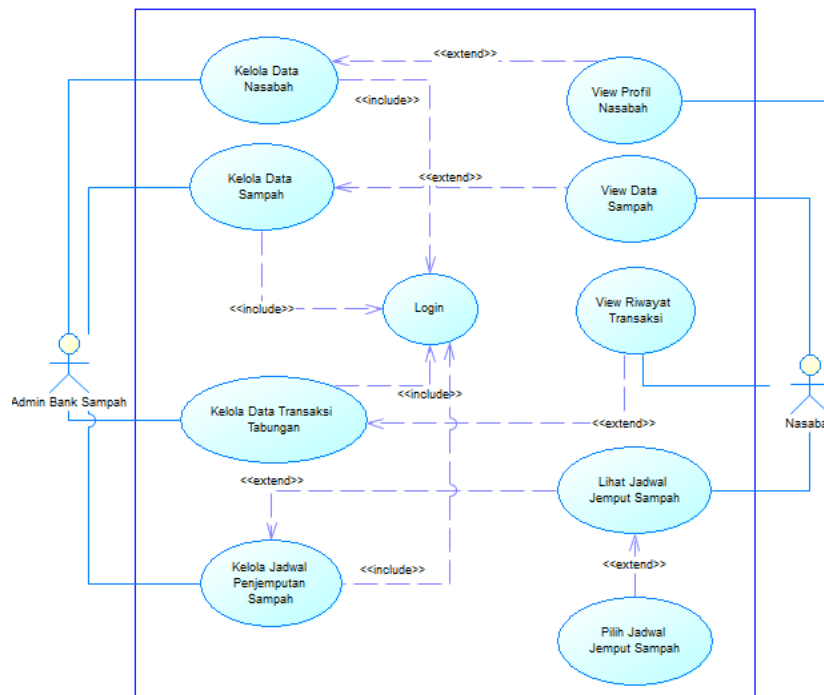 <<extend>>
Kelola Data
Nasabah
View Profil
Nasabah
<<include>>
Kelola Data
Sampah
<<extend>>
View Data
Sampah
<<include>>
Login
View Riwayat
Transaksi
Admin Bank Sampah
Kelola Data Transaksi
Tabungan
<<include>>
<<extend>>
Nasaba
<<extend>>
Lihat Jadwal
Jemput Sampah
Kelola Jadwal
Penjemputan
Sampah
<<include>>
<<extend>>
Pilih Jadwal
Jemput Sampah